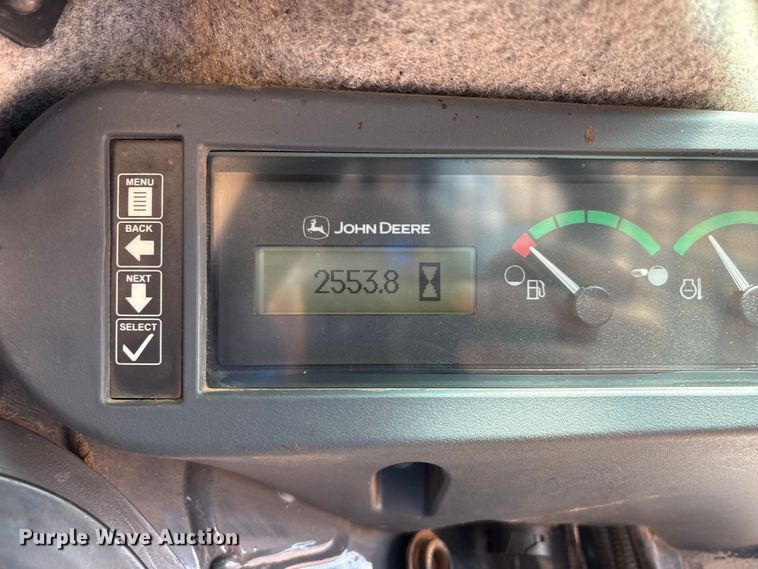 MENU
BACK
NEXT
SELECT
JOHN DEERE
2553.8
Purple Wave Auction